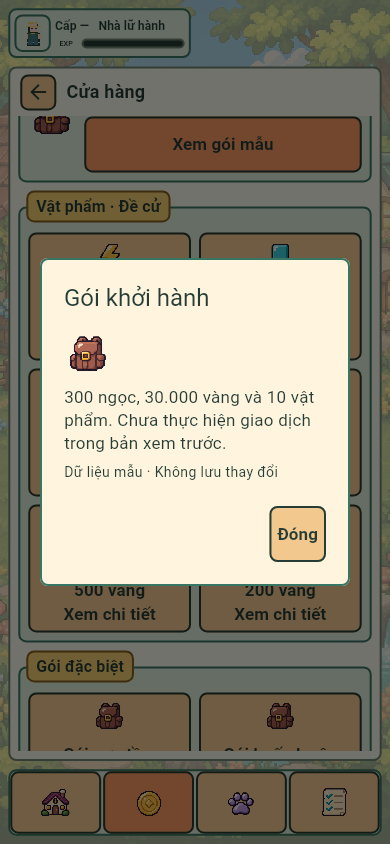 Cấp — Nhà lữ hành
EXP
Cửa hàng
Xem gói mẫu
Vật phẩm · Đề cử
Gói khởi hành
300 ngọc, 30.000 vàng và 10 vật
phẩm. Chưa thực hiện giao dịch
trong bản xem trước.
Dữ liệu mẫu · Không lưu thay đổi
Đóng
500 vàng 200 vàng
Xem chi tiết Xem chi tiết
Gói đặc biệt